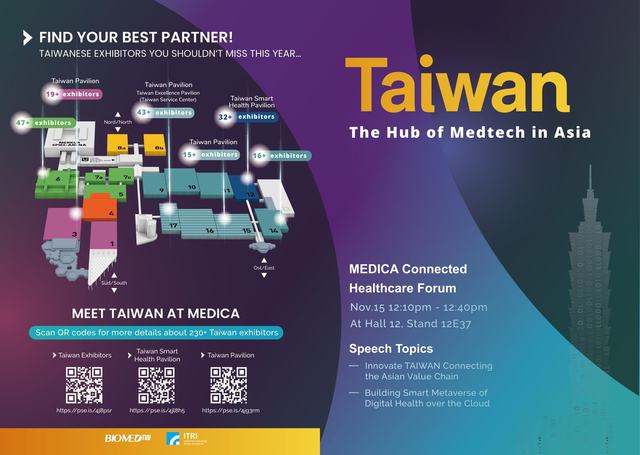 FIND YOUR BEST PARTNER!
TAIWANESE EXHIBITORS YOU SHOULDN'T MISS THIS YEAR...
Taiwan Pavilion
19+ exhibitors
Taiwan Pavilion
Taiwan Excellence Pavilion
(Taiwan Service Center)
43+ exhibitors
Taiwan Smart
Health Pavilion
32+ exhibitors
47+ exhibitors
Nord/North
Taiwan Pavilion
15+ exhibitors
16+ exhibitors
8a
8b
6
7a
7
5
4
3
1
9
10
11
12
17
16
15
14
Süd/South
Ost/East
MEET TAIWAN AT MEDICA
Scan QR codes for more details about 230+ Taiwan exhibitors
Taiwan Exhibitors
https://pse.is/4j8psr
Taiwan Smart
Health Pavilion
https://pse.is/4jl8h5
Taiwan Pavilion
https://pse.is/4jg3rm
BIOMEDTW
ITRI
Taiwan
The Hub of Medtech in Asia
MEDICA Connected
Healthcare Forum
Nov.15 12:10pm - 12:40pm
At Hall 12, Stand 12E37
Speech Topics
— Innovate TAIWAN Connecting
the Asian Value Chain
— Building Smart Metaverse of
Digital Health over the Cloud